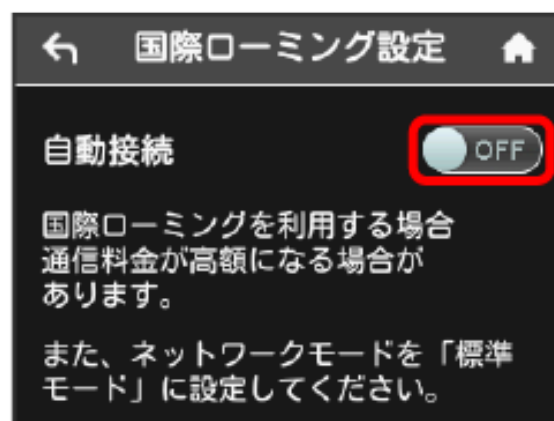 国際ローミング設定
自動接続 OFF
国際ローミングを利用する場合
通信料金が高額になる場合が
あります。
また、ネットワークモードを「標準
モード」に設定してください。